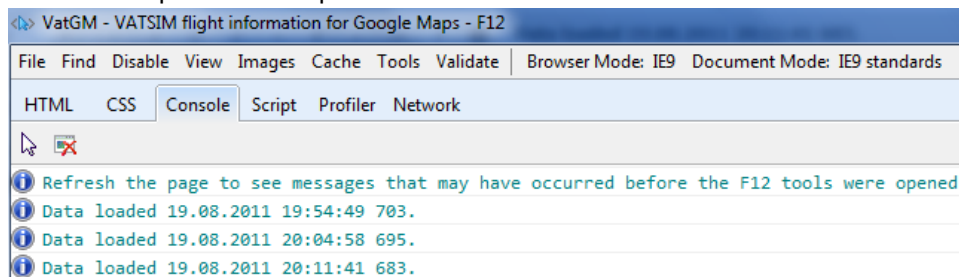 VatGM - VATSIM flight information for Google Maps - F12
File Find Disable View Images Cache Tools Validate Browser Mode: IE9 Document Mode: IE9 standards
HTML CSS Console Script Profiler Network
Refresh the page to see messages that may have occurred before the F12 tools were opened
Data loaded 19.08.2011 19:54:49 703.
Data loaded 19.08.2011 20:04:58 695.
Data loaded 19.08.2011 20:11:41 683.